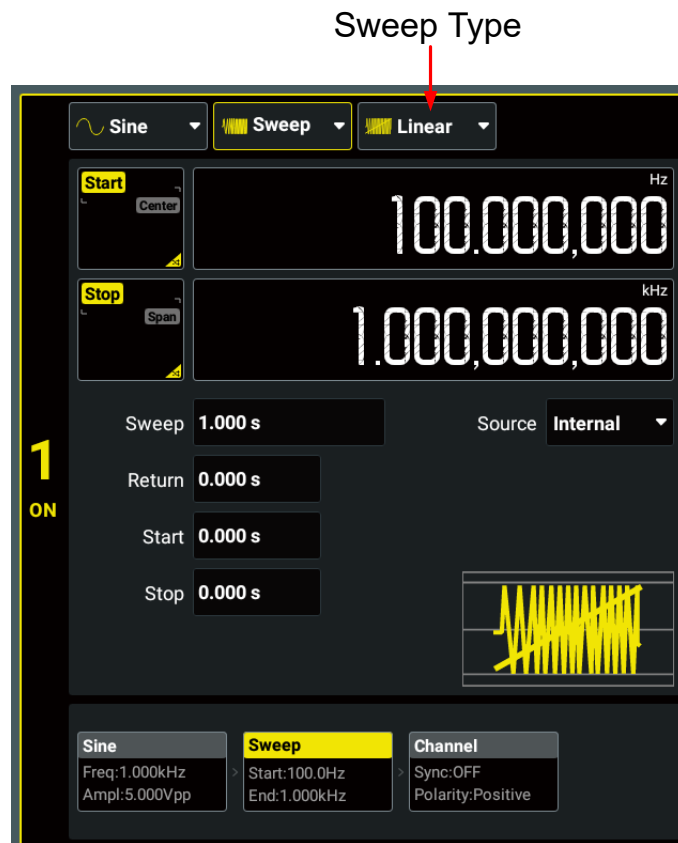 Sweep Type
Sine Sweep Linear
Start Hz
Center 100.000,000
Stop kHz
Span 1.000,000,000
Sweep 1.000 s Source Internal
1 Return 0.000 s
ON
Start 0.000 s
Stop 0.000 s
Sine Sweep Channel
Freq:1.000kHz > Start:100.0Hz > Sync:OFF
Ampl:5.000Vpp End:1.000kHz Polarity:Positive